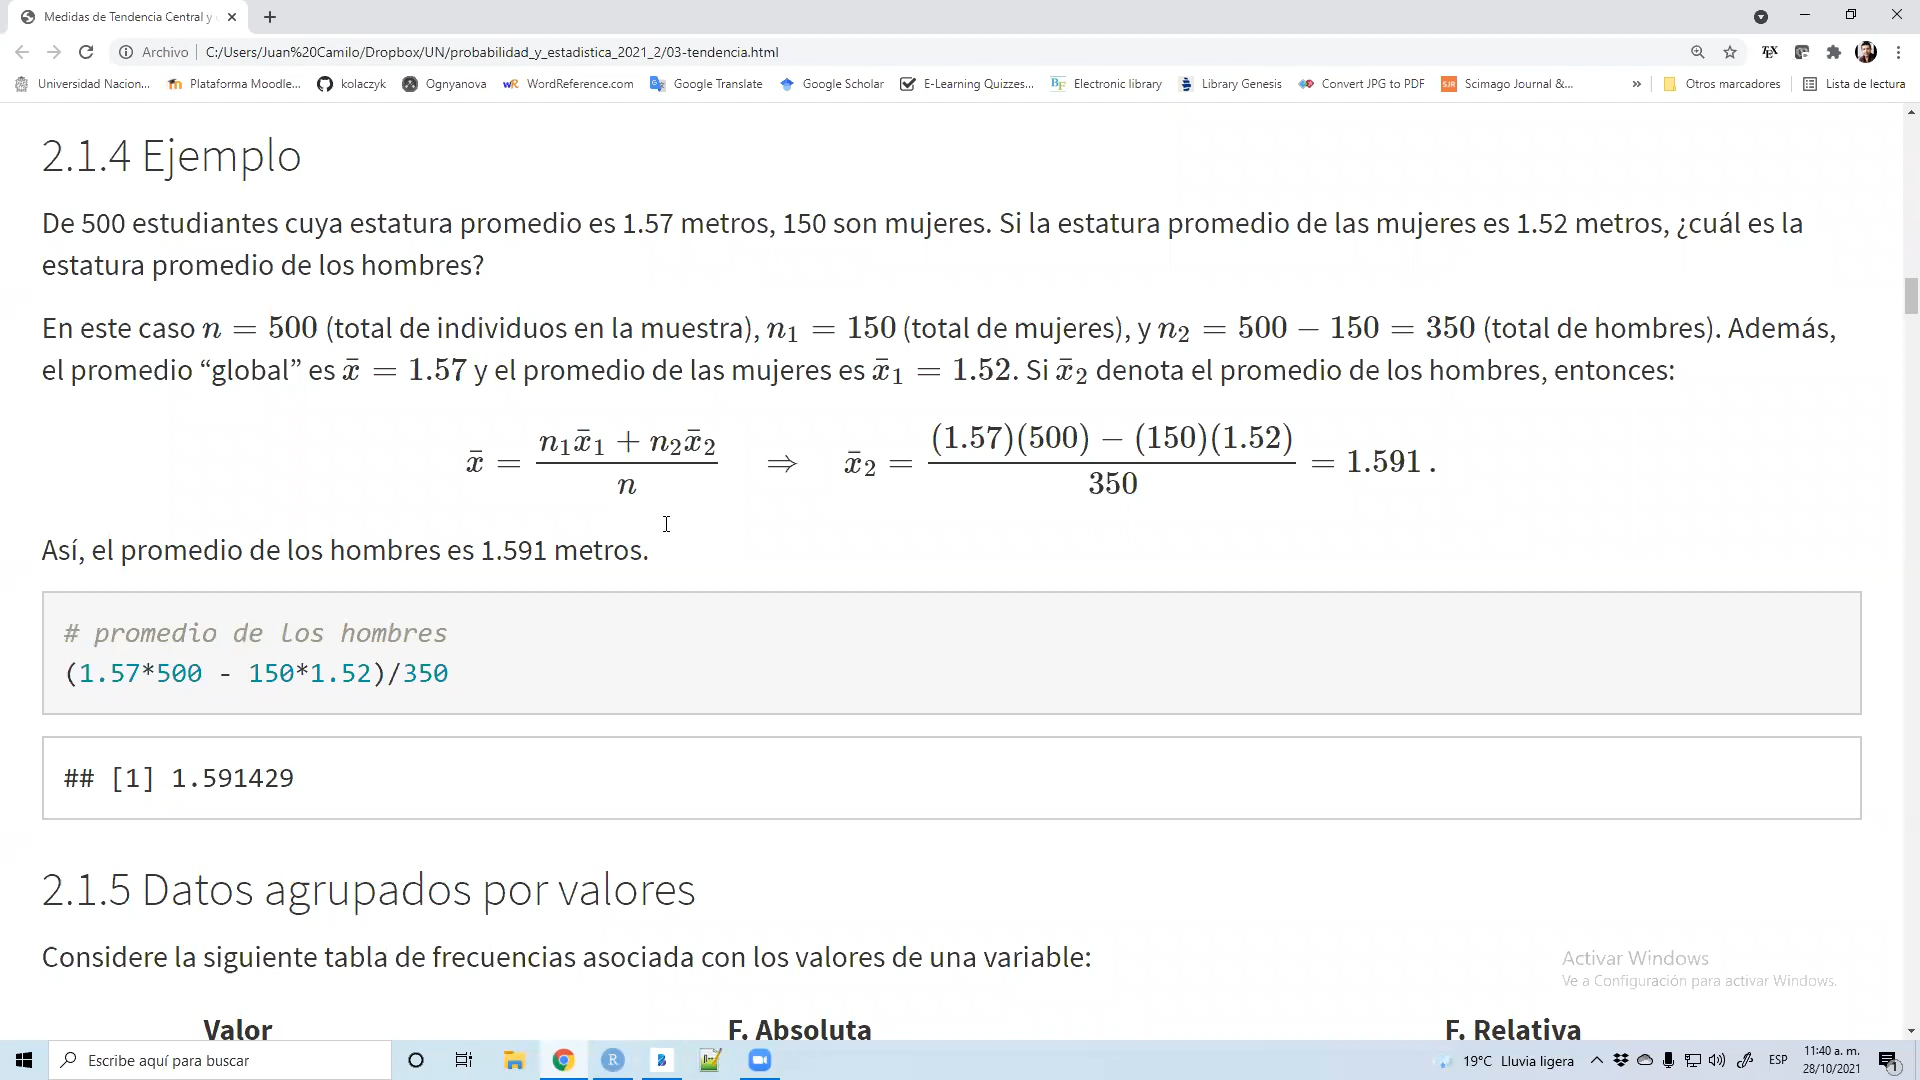 Medidas de Tendencia Central y
Archivo
C:/Users/Juan%20Camilo/Dropbox/UN/probabilidad_y_estadistica_2021_2/03-tendencia.html
Universidad Nacion... Plataforma Moodle... kolaczyk Ognyanova WordReference.com Google Translate Google Scholar E-Learning Quizzes... Electronic library Library Genesis Convert JPG to PDF Scimago Journal &... » Otros marcadores Lista de lectura
2.1.4 Ejemplo
De 500 estudiantes cuya estatura promedio es 1.57 metros, 150 son mujeres. Si la estatura promedio de las mujeres es 1.52 metros, ¿cuál es la
estatura promedio de los hombres?
En este caso n = 500 (total de individuos en la muestra), n₁ = 150 (total de mujeres), y n₂ = 500 − 150 = 350 (total de hombres). Además,
el promedio “global” es x̄ = 1.57 y el promedio de las mujeres es x̄₁ = 1.52. Si x̄₂ denota el promedio de los hombres, entonces:
x̄ = (n₁x̄₁ + n₂x̄₂) / n ⇒ x̄₂ = ((1.57)(500) − (150)(1.52)) / 350 = 1.591 .
Así, el promedio de los hombres es 1.591 metros.
# promedio de los hombres
(1.57*500 - 150*1.52)/350
## [1] 1.591429
2.1.5 Datos agrupados por valores
Considere la siguiente tabla de frecuencias asociada con los valores de una variable:
Valor F. Absoluta F. Relativa
Activar Windows
Ve a Configuración para activar Windows.
Escribe aquí para buscar
19°C Lluvia ligera
ESP
11:40 a. m.
28/10/2021
1